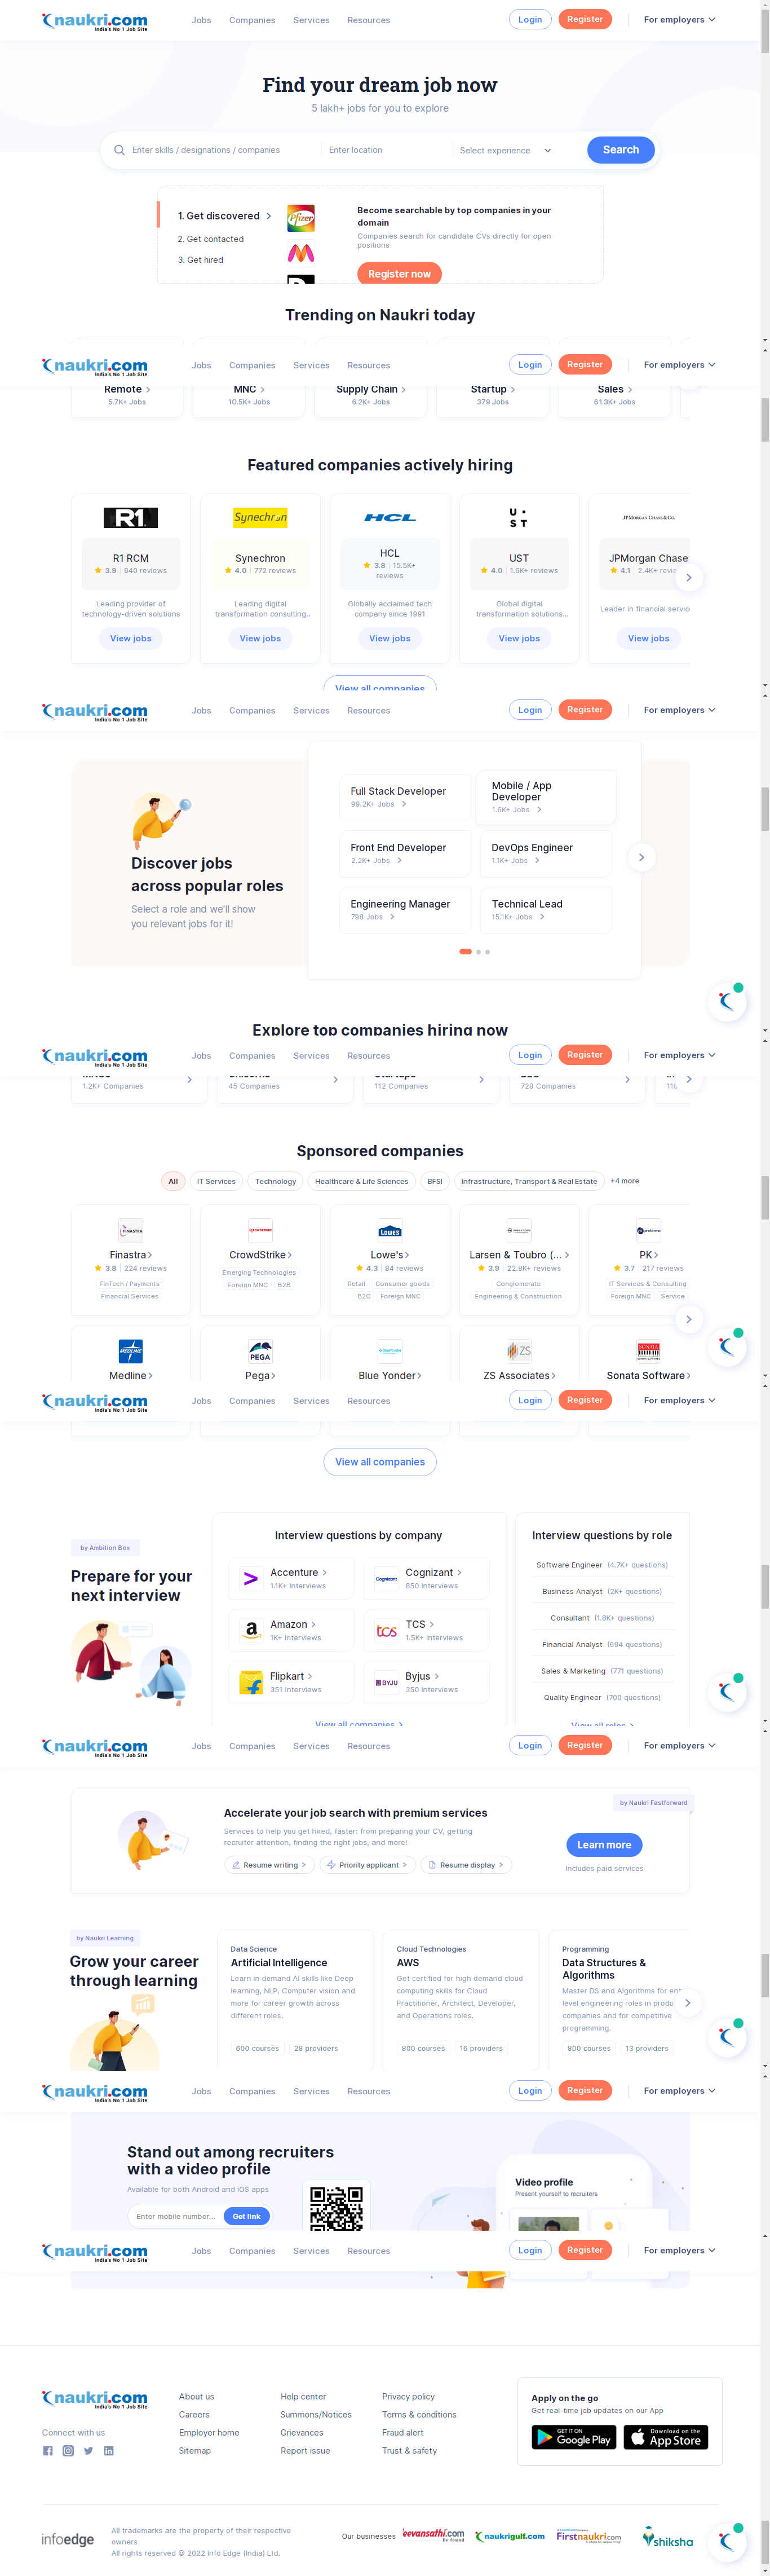 naukri.com
India's No 1 Job Site
Jobs Companies Services Resources
Login Register For employers
Find your dream job now
5 lakh+ jobs for you to explore
Enter skills / designations / companies Enter location Select experience Search
1. Get discovered
2. Get contacted
3. Get hired
Pfizer
Become searchable by top companies in your
domain
Companies search for candidate CVs directly for open
positions
Register now
Trending on Naukri today
naukri.com
India's No 1 Job Site
Jobs Companies Services Resources
Login Register For employers
Remote MNC Supply Chain Startup Sales
5.7K+ Jobs 10.5K+ Jobs 6.2K+ Jobs 379 Jobs 61.3K+ Jobs
Featured companies actively hiring
R1 Synechron HCL U·ST JPMORGAN CHASE & CO.
R1 RCM Synechron HCL UST JPMorgan Chase
3.9 940 reviews 4.0 772 reviews 3.8 15.5K+ reviews 4.0 1.6K+ reviews 4.1 2.4K+
Leading provider of technology-driven solutions
Leading digital transformation consulting..
Globally acclaimed tech company since 1991
Global digital transformation solutions...
Leader in financial
View jobs View jobs View jobs View jobs View jobs
View all companies
naukri.com
India's No 1 Job Site
Jobs Companies Services Resources
Login Register For employers
Discover jobs
across popular roles
Select a role and we'll show
you relevant jobs for it!
Full Stack Developer
99.2K+ Jobs
Mobile / App
Developer
1.6K+ Jobs
Front End Developer
2.2K+ Jobs
DevOps Engineer
1.1K+ Jobs
Engineering Manager
798 Jobs
Technical Lead
15.1K+ Jobs
Explore top companies hiring now
naukri.com
India's No 1 Job Site
Jobs Companies Services Resources
Login Register For employers
1.2K+ Companies 45 Companies 112 Companies 728 Companies
Sponsored companies
All IT Services Technology Healthcare & Life Sciences BFSI Infrastructure, Transport & Real Estate +4 more
FINASTRA CROWDSTRIKE LOWE'S
Finastra CrowdStrike Lowe's Larsen & Toubro (... PK
3.8 224 reviews 4.3 84 reviews 3.9 22.8K+ reviews 3.7 217 reviews
FinTech / Payments
Financial Services
Emerging Technologies
Foreign MNC B2B
Retail Consumer goods
B2C Foreign MNC
Conglomerate
Engineering & Construction
IT Services & Consulting
Foreign MNC Service
MEDLINE PEGA ZS SONATA
Medline Pega Blue Yonder ZS Associates Sonata Software
naukri.com
India's No 1 Job Site
Jobs Companies Services Resources
Login Register For employers
View all companies
by Ambition Box
Prepare for your
next interview
Interview questions by company
Accenture
1.1K+ Interviews
Cognizant
Cognizant
850 Interviews
Amazon
1K+ Interviews
tcs
TCS
1.5K+ Interviews
Flipkart
351 Interviews
BYJU
Byjus
350 Interviews
View all companies
Interview questions by role
Software Engineer (4.7K+ questions)
Business Analyst (2K+ questions)
Consultant (1.8K+ questions)
Financial Analyst (694 questions)
Sales & Marketing (771 questions)
Quality Engineer (700 questions)
View all roles
naukri.com
India's No 1 Job Site
Jobs Companies Services Resources
Login Register For employers
by Naukri Fastforward
Accelerate your job search with premium services
Services to help you get hired, faster: from preparing your CV, getting
recruiter attention, finding the right jobs, and more!
Resume writing Priority applicant Resume display
Learn more
Includes paid services
by Naukri Learning
Grow your career
through learning
Data Science
Artificial Intelligence
Learn in demand AI skills like Deep
learning, NLP, Computer vision and
more for career growth across
different roles.
600 courses 28 providers
Cloud Technologies
AWS
Get certified for high demand cloud
computing skills for Cloud
Practitioner, Architect, Developer,
and Operations roles.
800 courses 16 providers
Programming
Data Structures &
Algorithms
Master DS and Algorithms for
level engineering roles in
companies and for competitive
programming.
800 courses 13 providers
naukri.com
India's No 1 Job Site
Jobs Companies Services Resources
Login Register For employers
Stand out among recruiters
with a video profile
Available for both Android and iOS apps
Enter mobile number... Get link
Video profile
Present yourself to recruiters
naukri.com
India's No 1 Job Site
Jobs Companies Services Resources
Login Register For employers
naukri.com
India's No 1 Job Site
Connect with us
About us
Careers
Employer home
Sitemap
Help center
Summons/Notices
Grievances
Report issue
Privacy policy
Terms & conditions
Fraud alert
Trust & safety
Apply on the go
Get real-time job updates on our App
GET IT ON
Google Play
Download on the
App Store
infoedge
All trademarks are the property of their respective
owners
All rights reserved © 2022 Info Edge (India) Ltd.
Our businesses
jeevansathi.com
Be Found
naukrigulf.com
Firstnaukri.com
shiksha